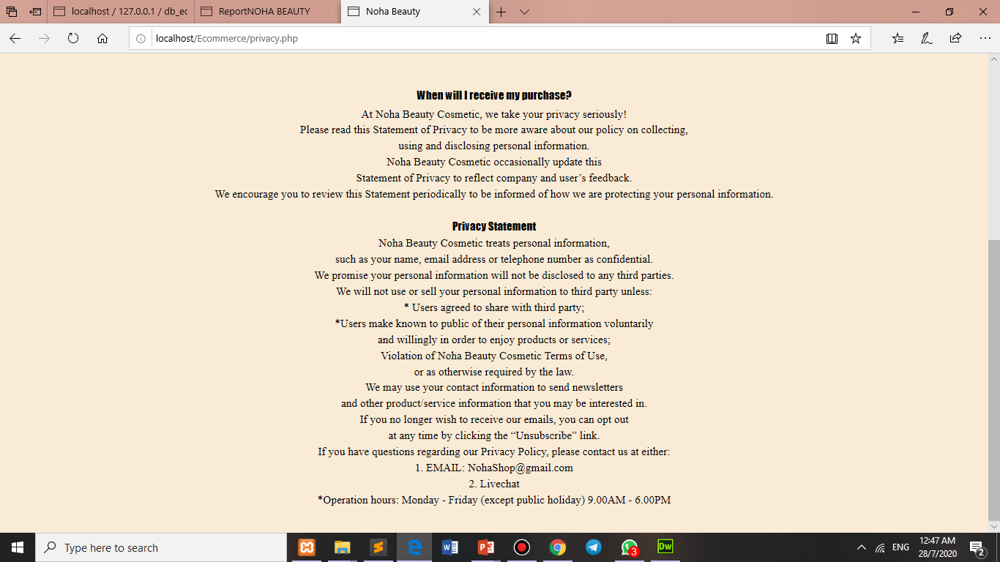 localhost / 127.0.0.1 / db_ec
ReportNOHA BEAUTY
Noha Beauty
localhost/Ecommerce/privacy.php
When will I receive my purchase?
At Noha Beauty Cosmetic, we take your privacy seriously!
Please read this Statement of Privacy to be more aware about our policy on collecting,
using and disclosing personal information.
Noha Beauty Cosmetic occasionally update this
Statement of Privacy to reflect company and user’s feedback.
We encourage you to review this Statement periodically to be informed of how we are protecting your personal information.
Privacy Statement
Noha Beauty Cosmetic treats personal information,
such as your name, email address or telephone number as confidential.
We promise your personal information will not be disclosed to any third parties.
We will not use or sell your personal information to third party unless:
* Users agreed to share with third party;
*Users make known to public of their personal information voluntarily
and willingly in order to enjoy products or services;
Violation of Noha Beauty Cosmetic Terms of Use,
or as otherwise required by the law.
We may use your contact information to send newsletters
and other product/service information that you may be interested in.
If you no longer wish to receive our emails, you can opt out
at any time by clicking the “Unsubscribe” link.
If you have questions regarding our Privacy Policy, please contact us at either:
1. EMAIL: NohaShop@gmail.com
2. Livechat
*Operation hours: Monday - Friday (except public holiday) 9.00AM - 6.00PM
Type here to search
3
Dw
ENG
12:47 AM
28/7/2020
2